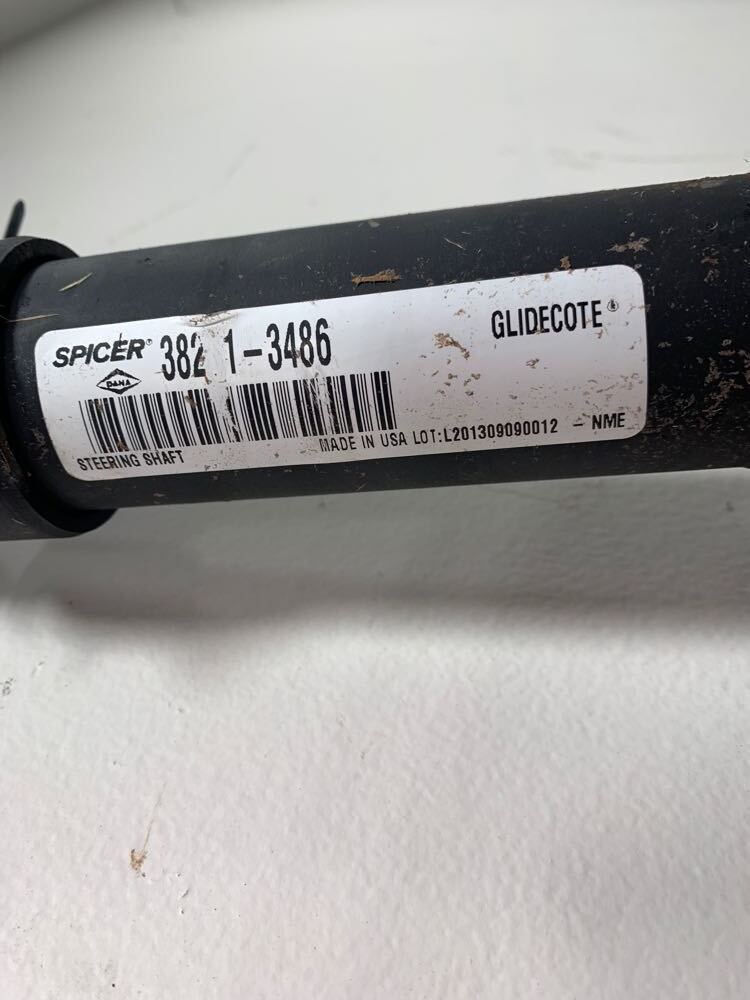 SPICER® 382 1-3486
GLIDECOTE®
DANA
STEERING SHAFT
MADE IN USA LOT:L201309090012 - NME